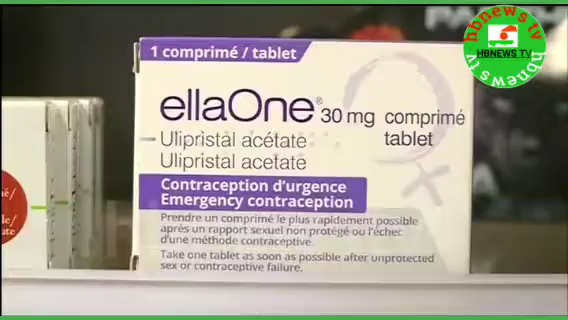 1 comprimé / tablet
ellaOne® 30 mg comprimé
tablet
Ulipristal acétate
Ulipristal acetate
Contraception d'urgence
Emergency contraception
Prendre un comprimé le plus rapidement possible
après un rapport sexuel non protégé ou l'échec
d'une méthode contraceptive.
Take one tablet as soon as possible after unprotected
sex or contraceptive failure.
hbnews tv
HBNEWS TV
hbnews tv